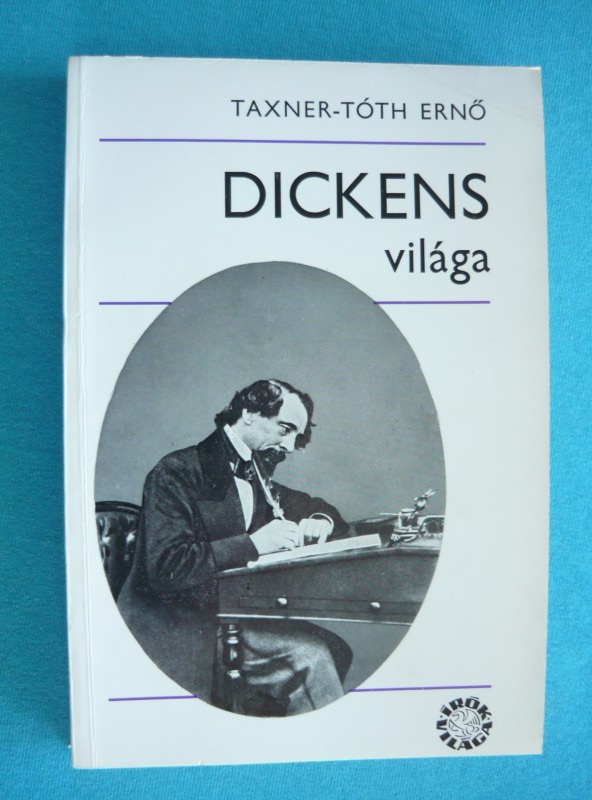 TAXNER-TÓTH ERNŐ
DICKENS
világa
ÍRÓK
VILÁGA